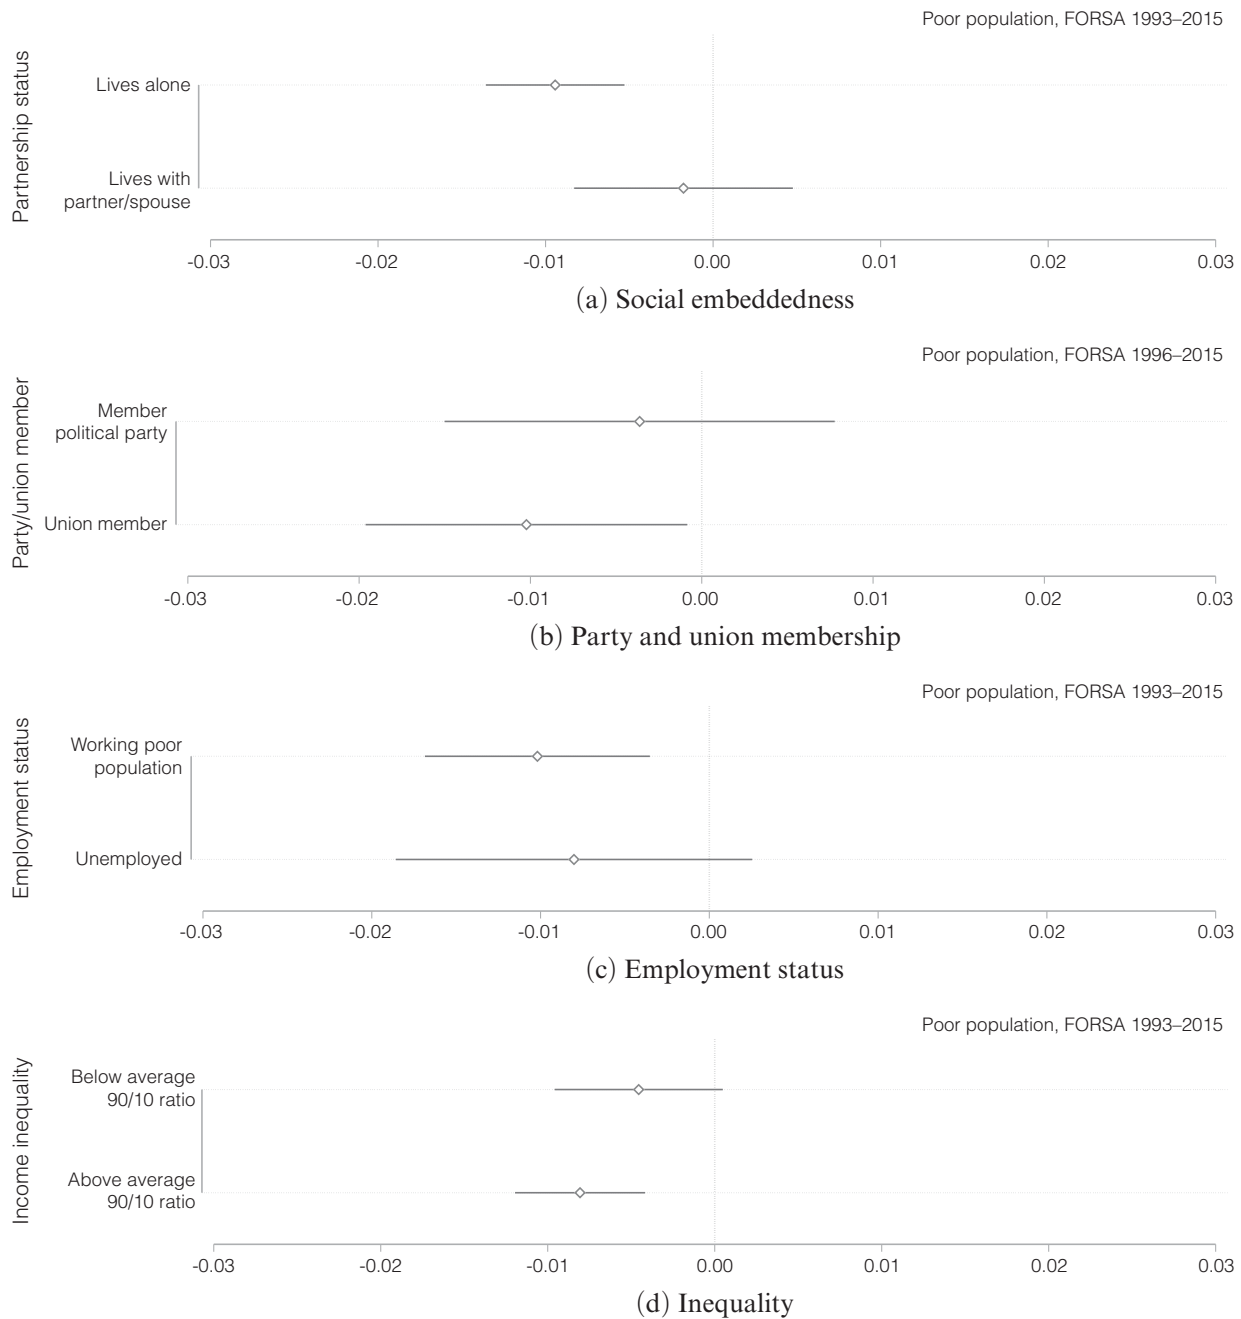 Poor population, FORSA 1993–2015
Partnership status
Lives alone
Lives with
partner/spouse
-0.03 -0.02 -0.01 0.00 0.01 0.02 0.03
(a) Social embeddedness
Poor population, FORSA 1996–2015
Party/union member
Member
political party
Union member
-0.03 -0.02 -0.01 0.00 0.01 0.02 0.03
(b) Party and union membership
Poor population, FORSA 1993–2015
Employment status
Working poor
population
Unemployed
-0.03 -0.02 -0.01 0.00 0.01 0.02 0.03
(c) Employment status
Poor population, FORSA 1993–2015
Income inequality
Below average
90/10 ratio
Above average
90/10 ratio
-0.03 -0.02 -0.01 0.00 0.01 0.02 0.03
(d) Inequality